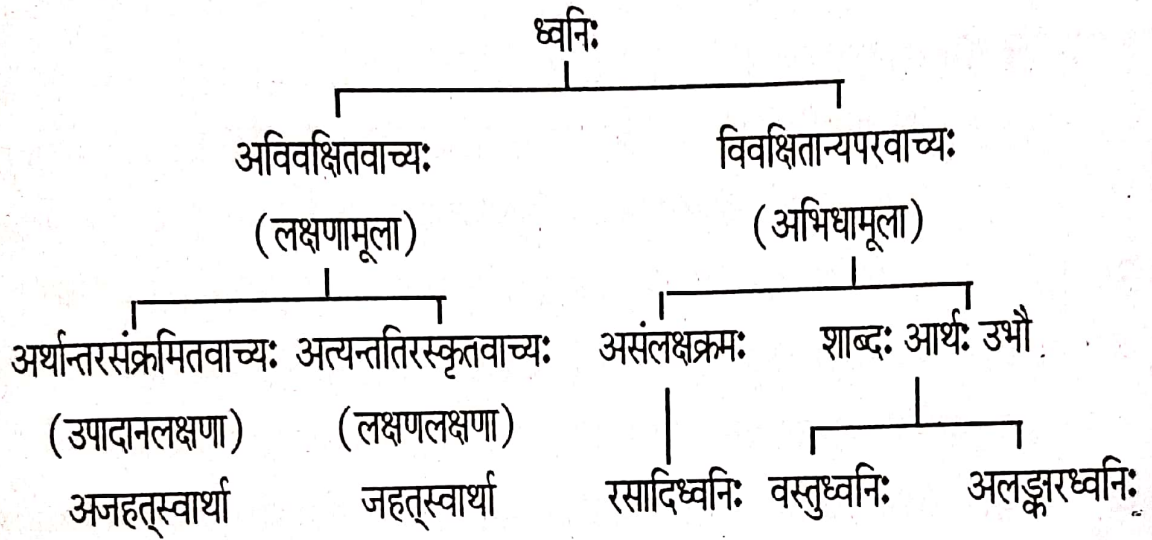 ध्वनिः
अविवक्षितवाच्यः विवक्षितान्यपरवाच्यः
(लक्षणामूला) (अभिधामूला)
अर्थान्तरसंक्रमितवाच्यः अत्यन्ततिरस्कृतवाच्यः असंलक्षक्रमः शाब्दः आर्थः उभौ
(उपादानलक्षणा) (लक्षणलक्षणा)
अजहत्स्वार्था जहत्स्वार्था रसादिध्वनिः वस्तुध्वनिः अलङ्कारध्वनिः